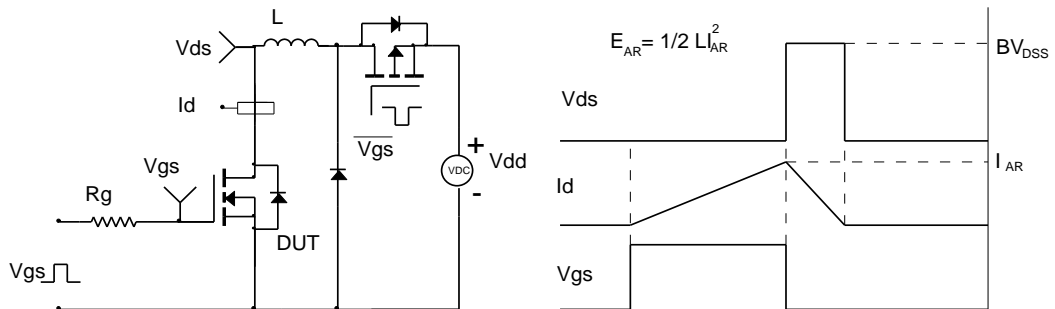 L
Vds
Id
Vgs
Vgs
Rg
DUT
Vgs
VDC
+
-
Vdd
E_AR = 1/2 LI_AR^2
BV_DSS
Vds
I_AR
Id
Vgs